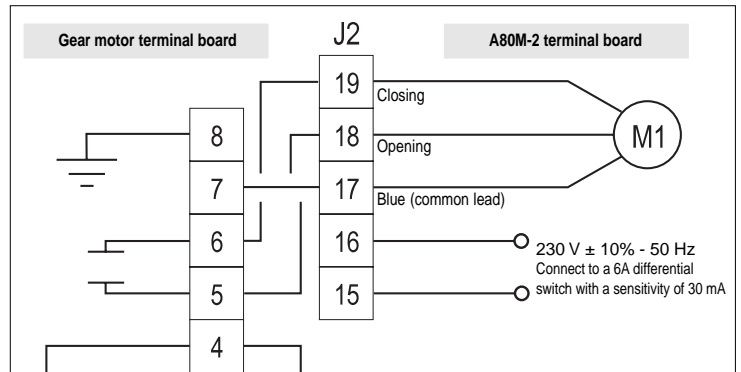 Gear motor terminal board
J2
A80M-2 terminal board
19
Closing
8
18
Opening
M1
7
17
Blue (common lead)
6
16
230 V ± 10% - 50 Hz
Connect to a 6A differential
switch with a sensitivity of 30 mA
5
15
4